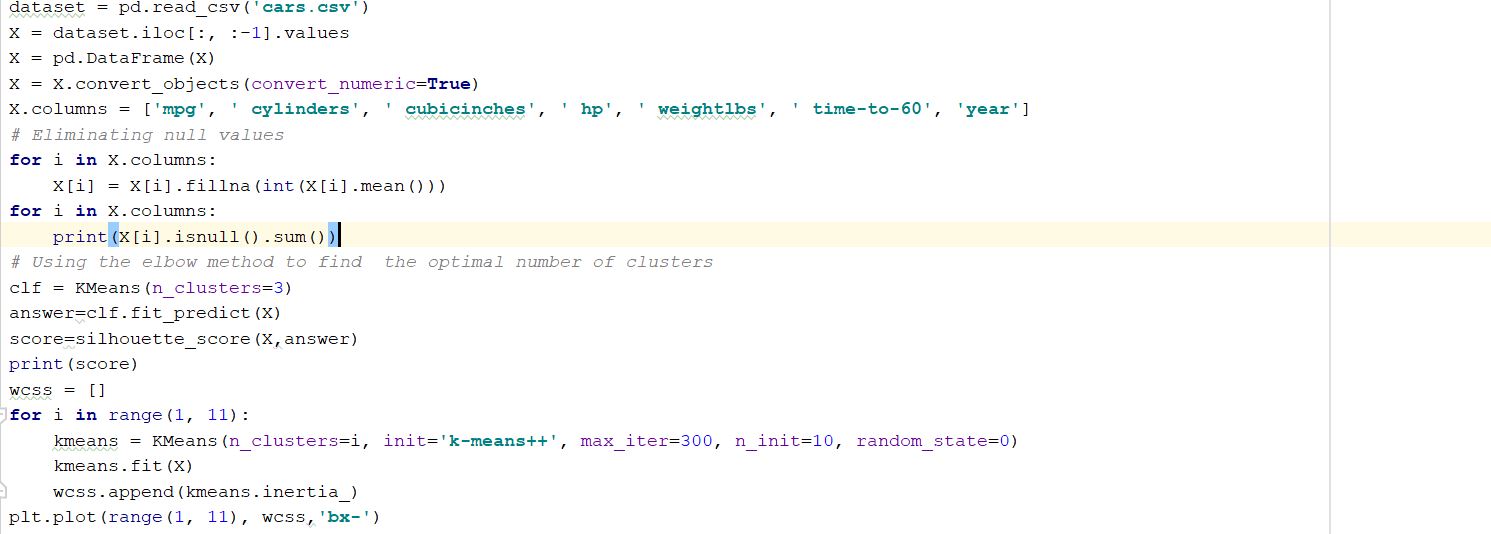 dataset = pd.read_csv('cars.csv')
X = dataset.iloc[:, :-1].values
X = pd.DataFrame(X)
X = X.convert_objects(convert_numeric=True)
X.columns = ['mpg', ' cylinders', ' cubicinches', ' hp', ' weightlbs', ' time-to-60', 'year']
# Eliminating null values
for i in X.columns:
    X[i] = X[i].fillna(int(X[i].mean()))
for i in X.columns:
    print(X[i].isnull().sum())
# Using the elbow method to find  the optimal number of clusters
clf = KMeans(n_clusters=3)
answer=clf.fit_predict(X)
score=silhouette_score(X,answer)
print(score)
wcss = []
for i in range(1, 11):
    kmeans = KMeans(n_clusters=i, init='k-means++', max_iter=300, n_init=10, random_state=0)
    kmeans.fit(X)
    wcss.append(kmeans.inertia_)
plt.plot(range(1, 11), wcss,'bx-')